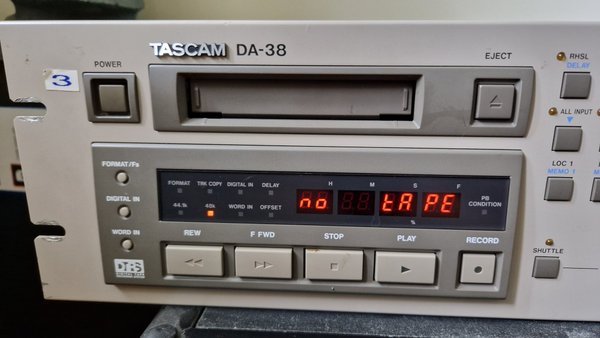 TASCAM DA-38
POWER
EJECT
3
RHSL
DELAY
ALL INPUT
LOC 1
MEMO 1
SHUTTLE
FORMAT/Fs
DIGITAL IN
WORD IN
FORMAT TRK COPY DIGITAL IN DELAY
44.1k 48k WORD IN OFFSET
H M S F
no tAPE
%
PB
CONDITION
REW F FWD STOP PLAY RECORD